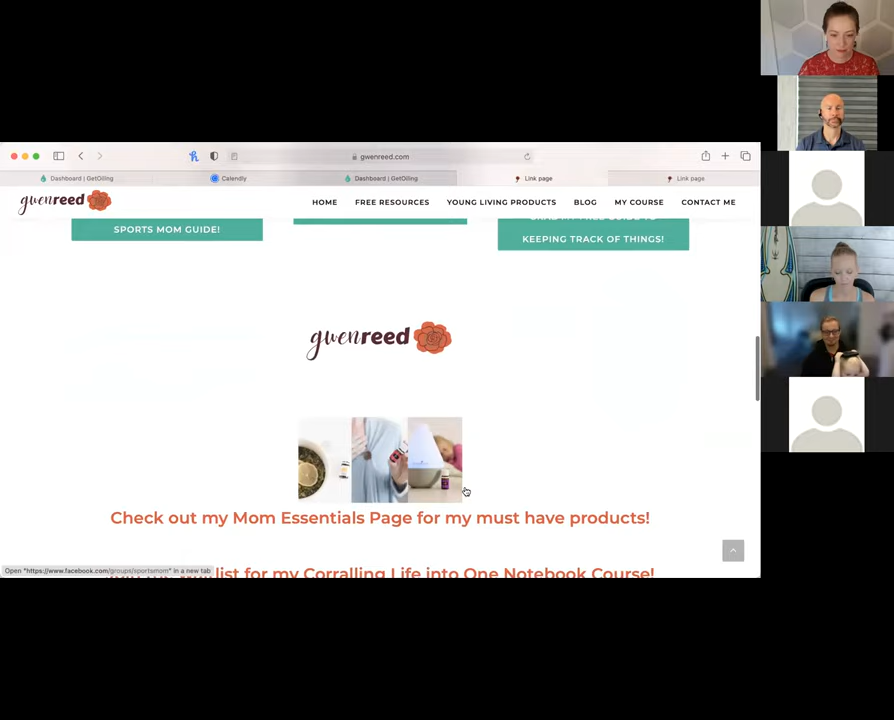 gwenreed.com
Dashboard | GetOiling
Calendly
Dashboard | GetOiling
Link page
Link page
gwenreed
HOME
FREE RESOURCES
YOUNG LIVING PRODUCTS
BLOG
MY COURSE
CONTACT ME
SPORTS MOM GUIDE!
KEEPING TRACK OF THINGS!
gwenreed
Check out my Mom Essentials Page for my must have products!
list for my Corralling Life into One Notebook Course!
Open "https://www.facebook.com/groups/sportsmom" in a new tab